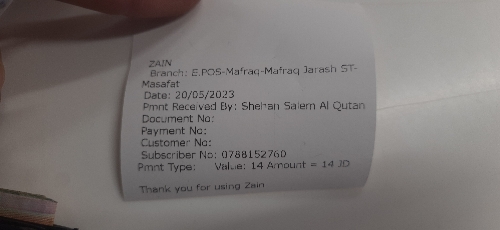 ZAIN
Branch: E.POS-Mafraq-Mafraq Jarash ST-
Masafat
Date: 20/05/2023
Pmnt Received By: Shehan Salem Al Qutan
Document No:
Payment No:
Customer No:
Subscriber No: 0788152760
Pmnt Type: Value: 14 Amount = 14 JD
Thank you for using Zain